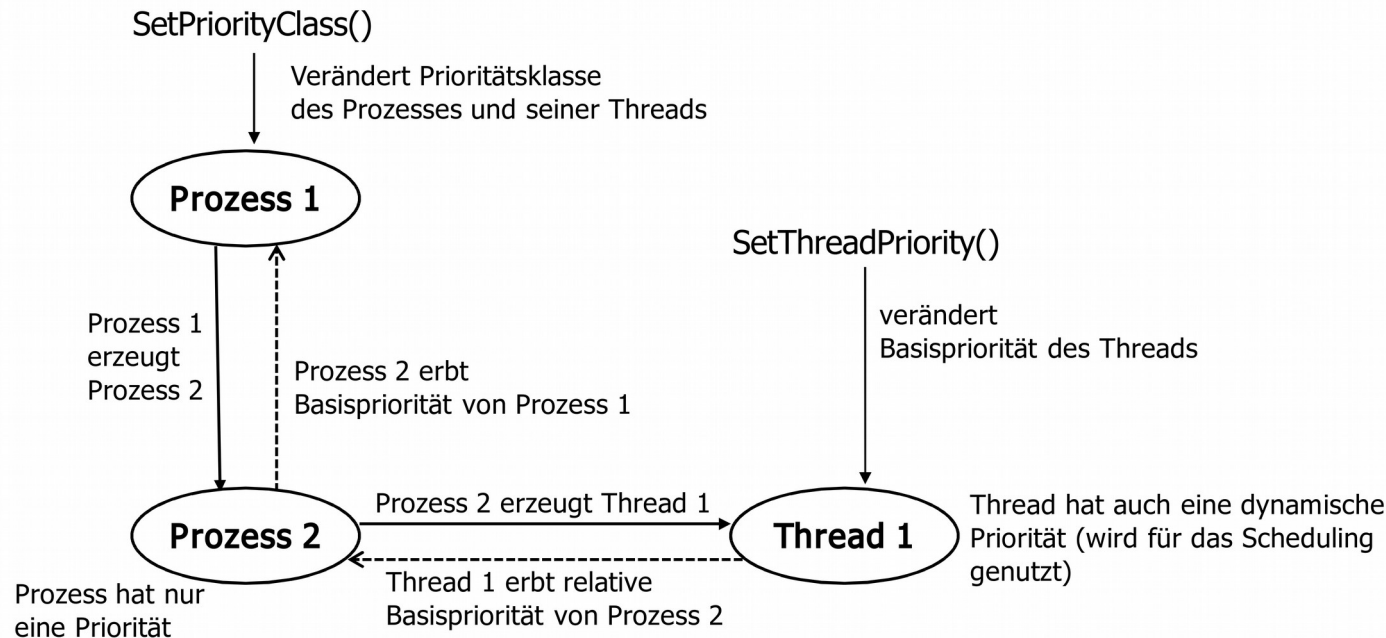 SetPriorityClass()
Verändert Prioritätsklasse
des Prozesses und seiner Threads
Prozess 1
SetThreadPriority()
verändert
Basispriorität des Threads
Prozess 1
erzeugt
Prozess 2
Prozess 2 erbt
Basispriorität von Prozess 1
Prozess 2 erzeugt Thread 1
Prozess 2
Thread 1
Thread hat auch eine dynamische
Priorität (wird für das Scheduling
genutzt)
Thread 1 erbt relative
Basispriorität von Prozess 2
Prozess hat nur
eine Priorität